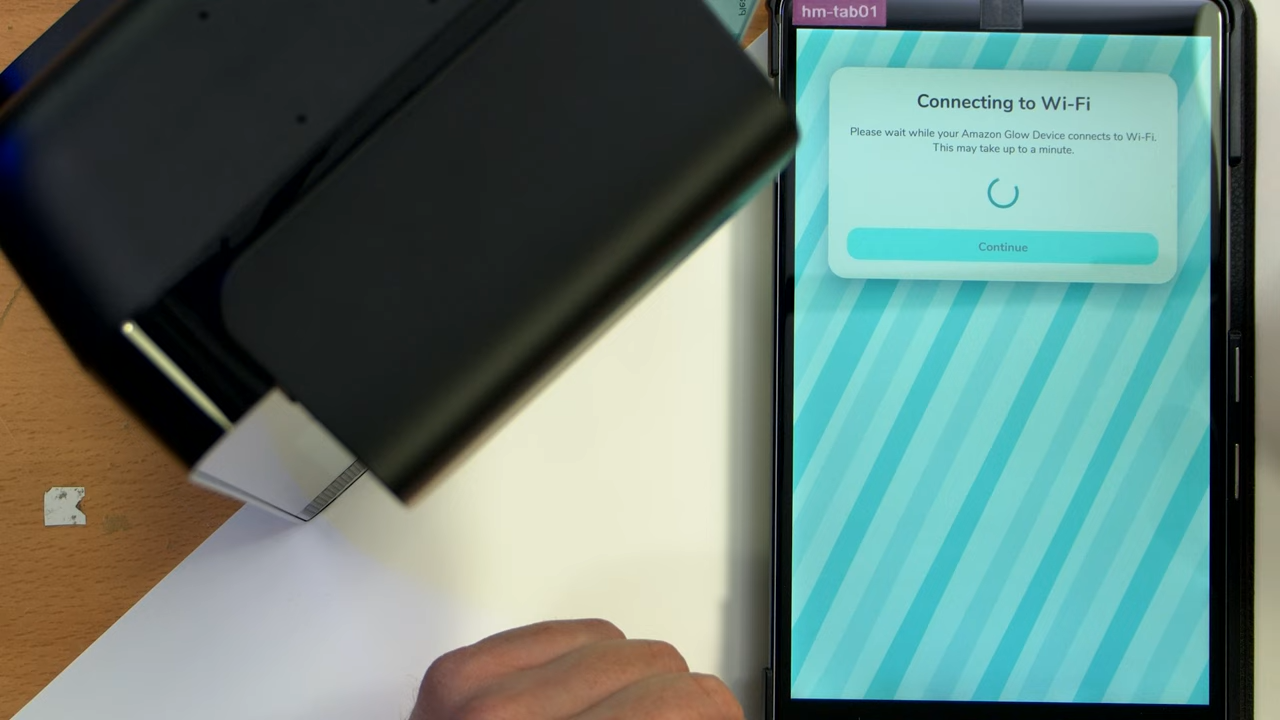 hm-tab01
Connecting to Wi-Fi
Please wait while your Amazon Glow Device connects to Wi-Fi.
This may take up to a minute.
Continue